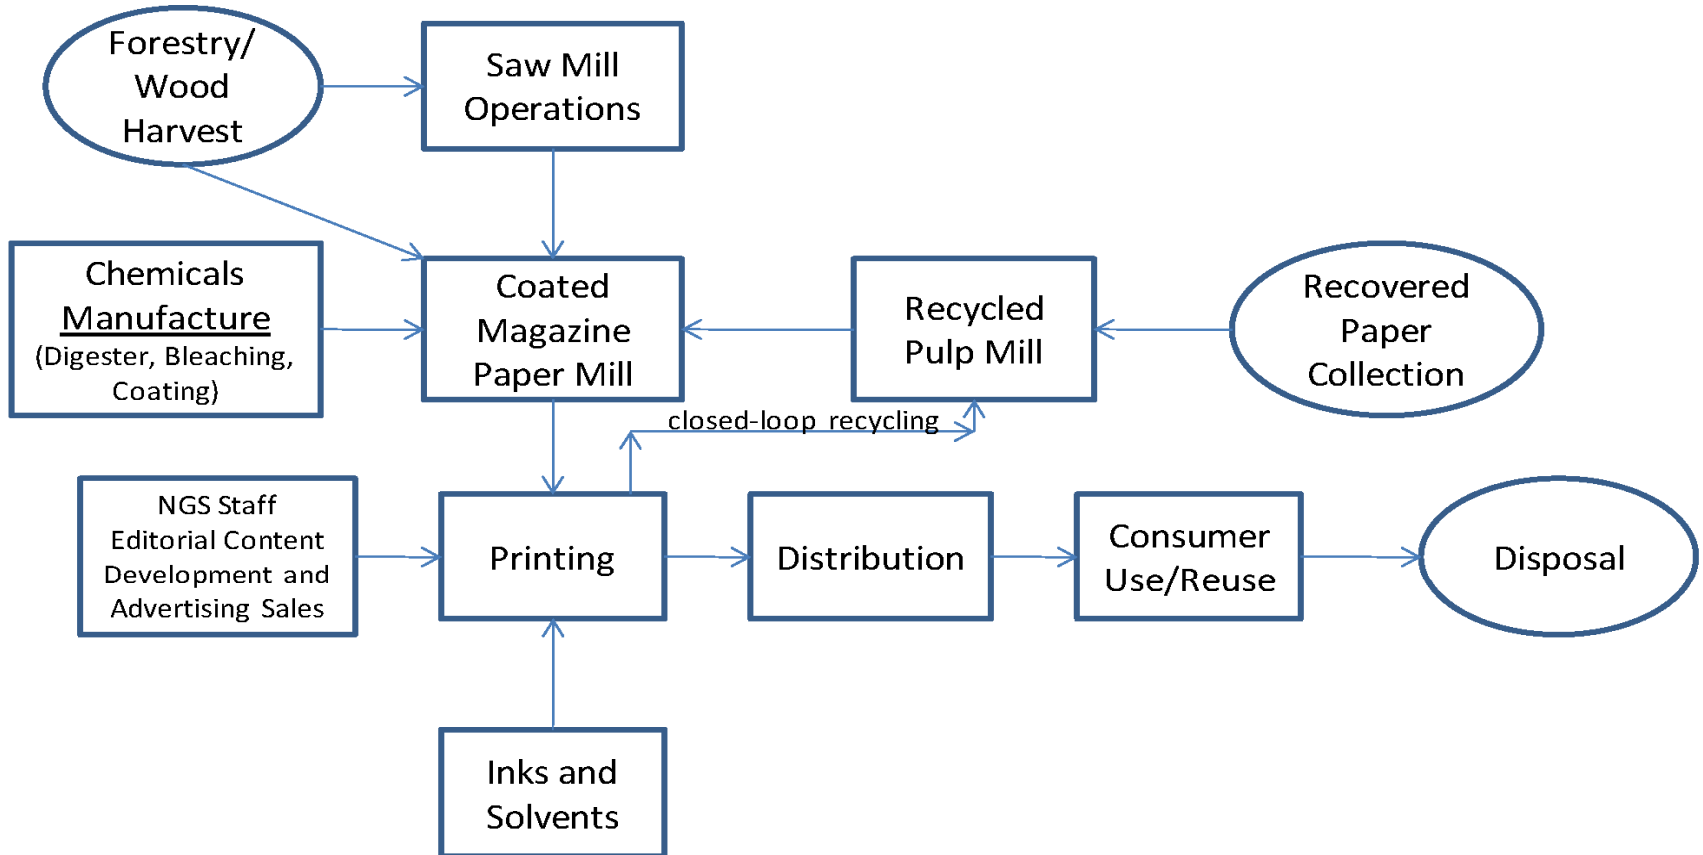 Forestry/
Wood
Harvest
Saw Mill
Operations
Chemicals
Manufacture
(Digester, Bleaching,
Coating)
Coated
Magazine
Paper Mill
Recycled
Pulp Mill
Recovered
Paper
Collection
closed-loop recycling
NGS Staff
Editorial Content
Development and
Advertising Sales
Printing
Distribution
Consumer
Use/Reuse
Disposal
Inks and
Solvents